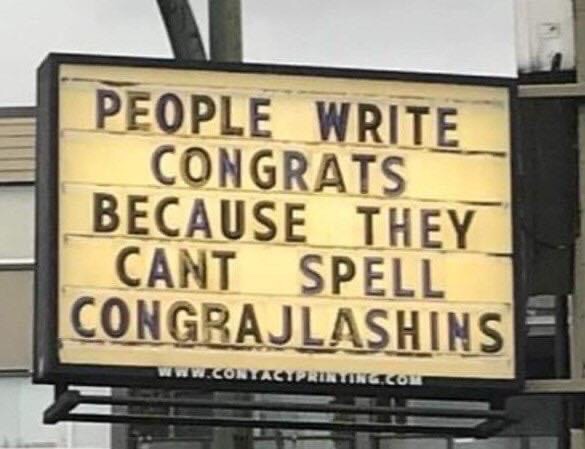 PEOPLE WRITE
CONGRATS
BECAUSE THEY
CANT SPELL
CONGRAJLASHINS
WWW.CONTACTPRINTING.COM